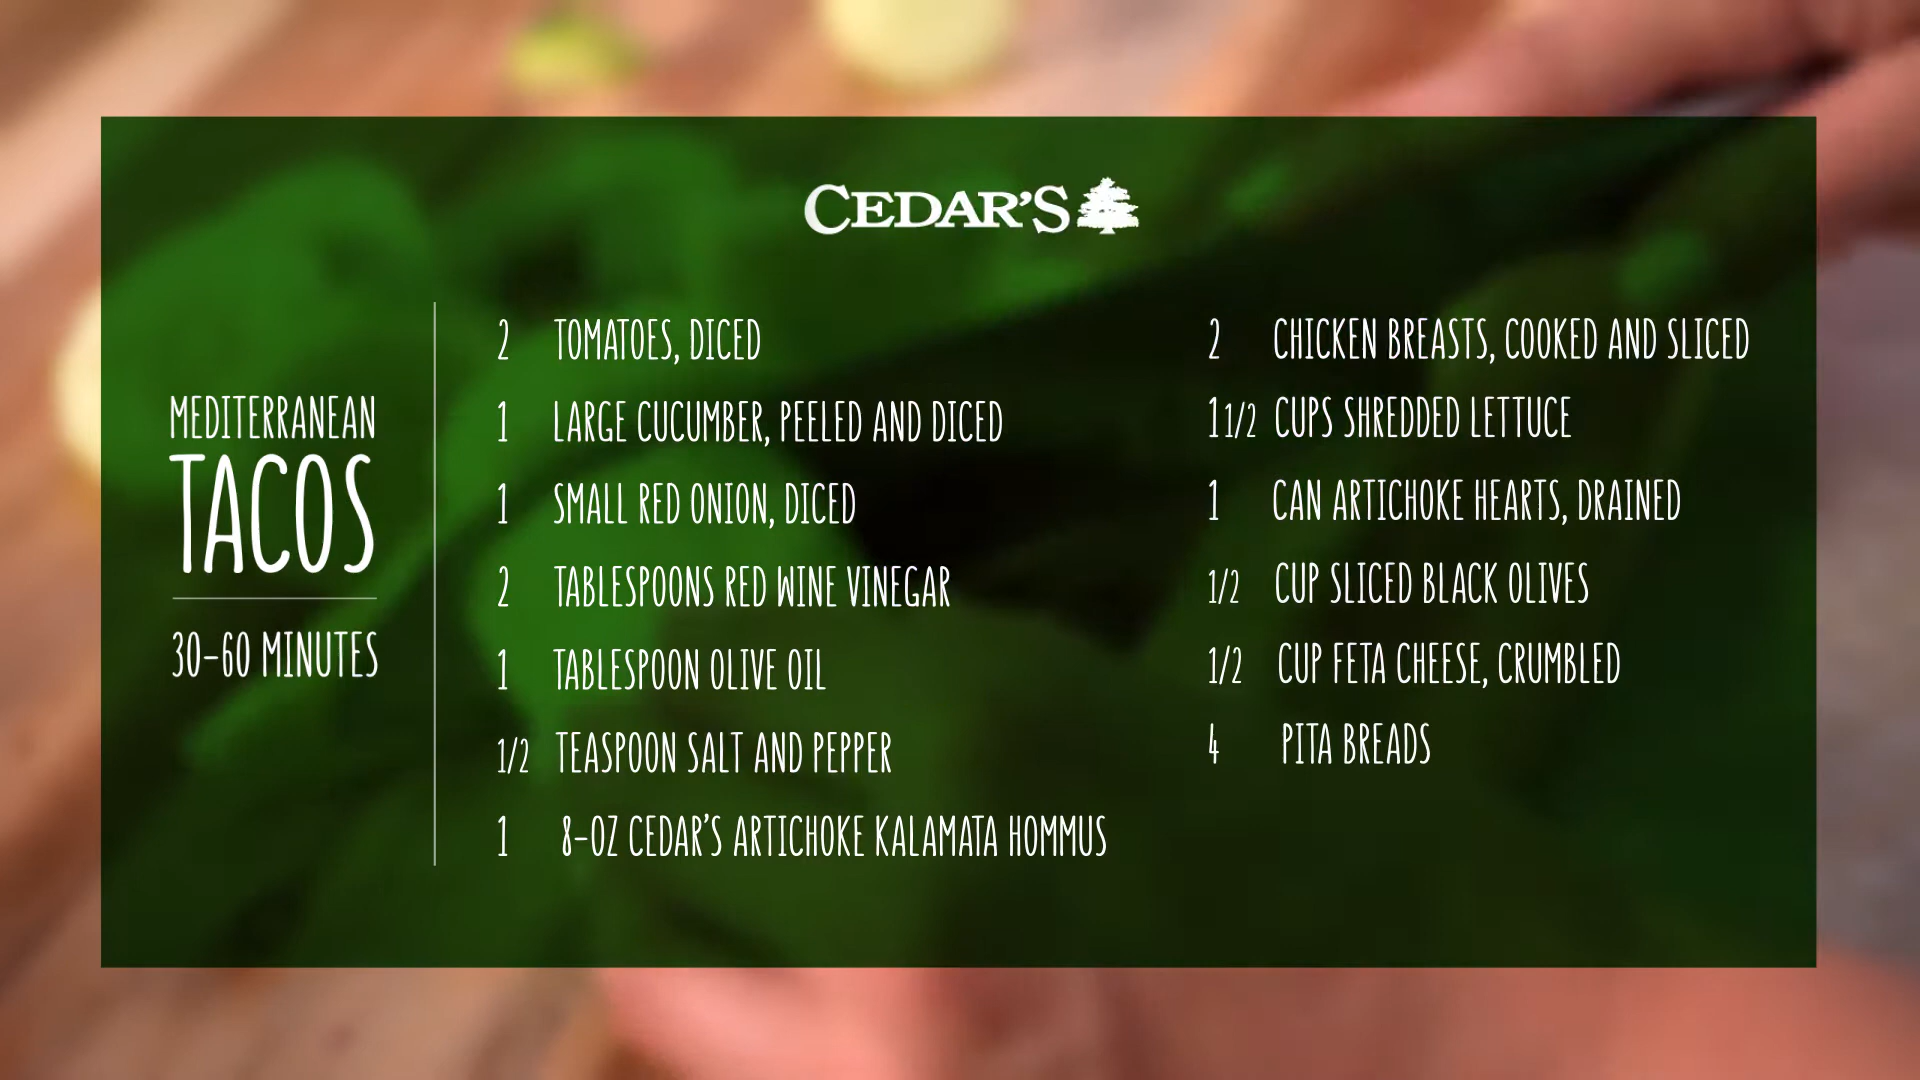 CEDAR'S
MEDITERRANEAN
TACOS
30-60 MINUTES
2 TOMATOES, DICED
1 LARGE CUCUMBER, PEELED AND DICED
1 SMALL RED ONION, DICED
2 TABLESPOONS RED WINE VINEGAR
1 TABLESPOON OLIVE OIL
1/2 TEASPOON SALT AND PEPPER
1 8-OZ CEDAR'S ARTICHOKE KALAMATA HOMMUS
2 CHICKEN BREASTS, COOKED AND SLICED
1 1/2 CUPS SHREDDED LETTUCE
1 CAN ARTICHOKE HEARTS, DRAINED
1/2 CUP SLICED BLACK OLIVES
1/2 CUP FETA CHEESE, CRUMBLED
4 PITA BREADS